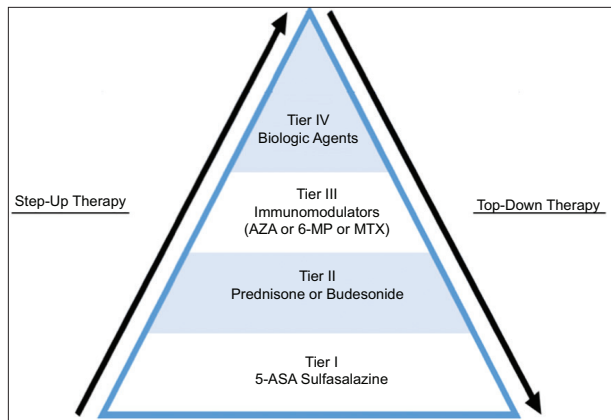 Tier IV
Biologic Agents
Step-Up Therapy
Tier III
Immunomodulators
(AZA or 6-MP or MTX)
Top-Down Therapy
Tier II
Prednisone or Budesonide
Tier I
5-ASA Sulfasalazine